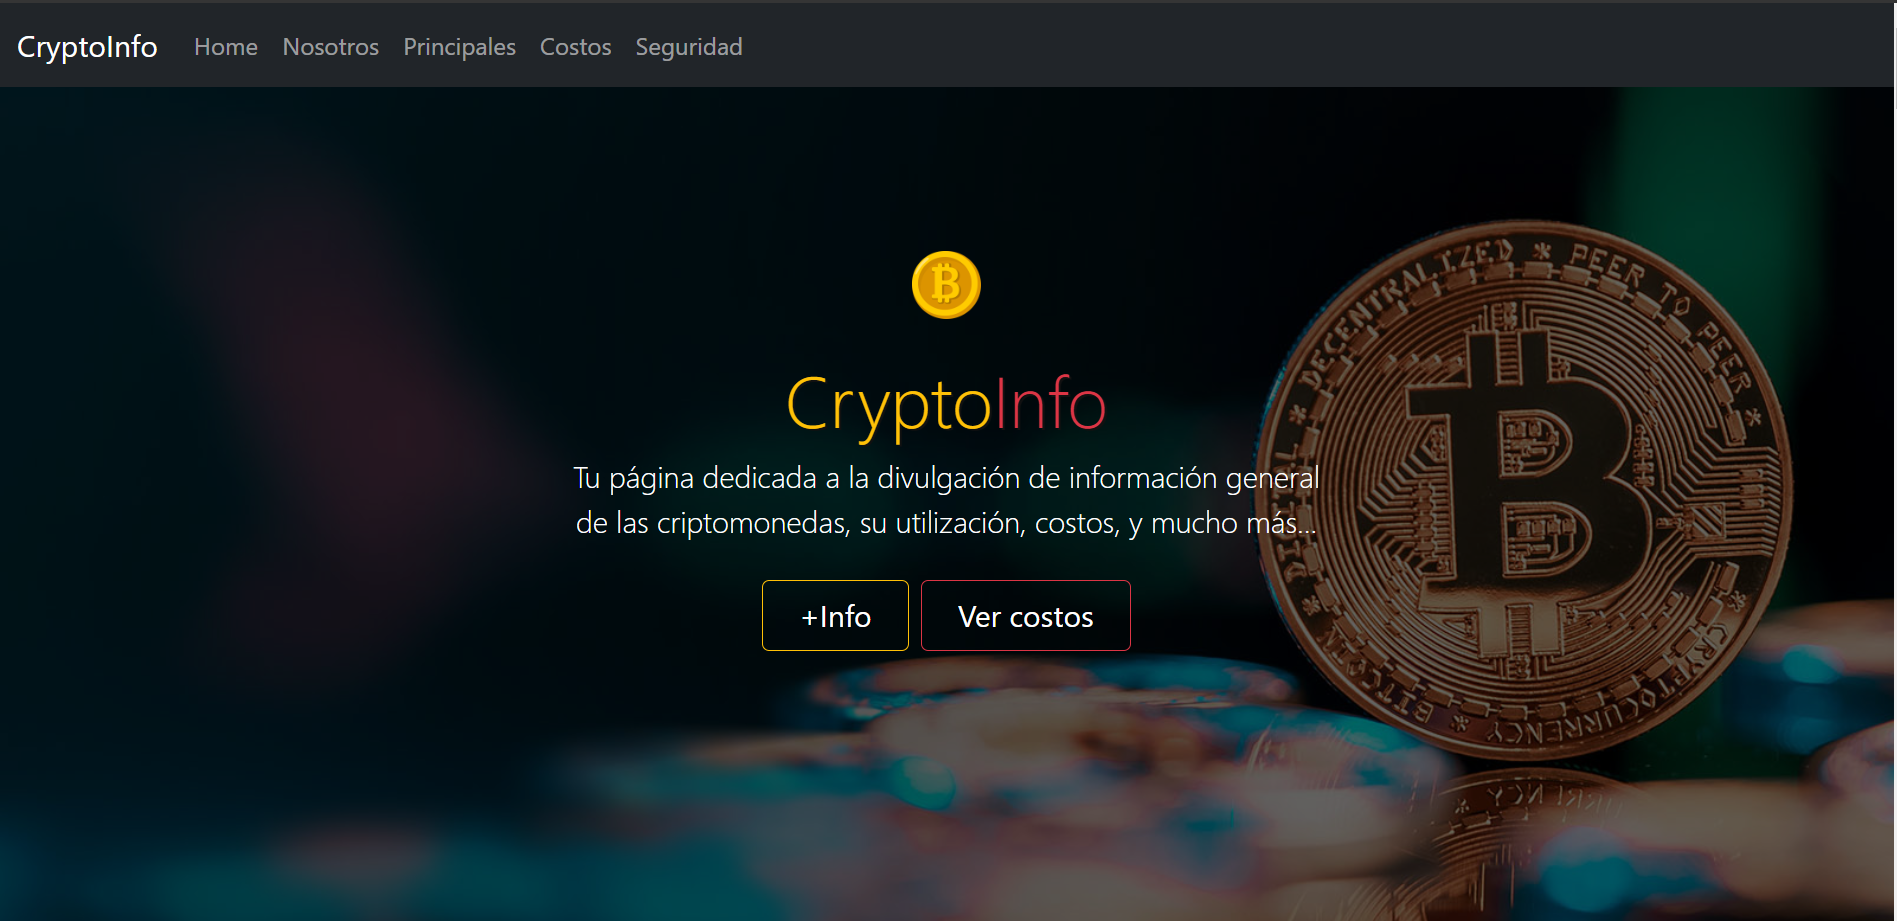 CryptoInfo Home Nosotros Principales Costos Seguridad
CryptoInfo
Tu página dedicada a la divulgación de información general
de las criptomonedas, su utilización, costos, y mucho más...
+Info Ver costos
DECENTRALIZED * PEER TO PEER * CRYPTOCURRENCY * BITCOIN * DIGITAL *